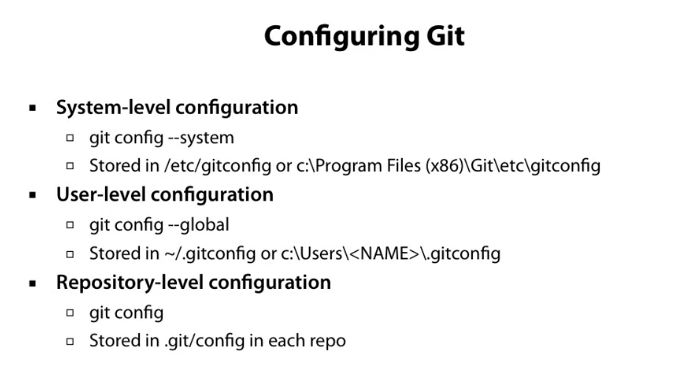 Configuring Git
System-level configuration
git config --system
Stored in /etc/gitconfig or c:\Program Files (x86)\Git\etc\gitconfig
User-level configuration
git config --global
Stored in ~/.gitconfig or c:\Users\<NAME>\.gitconfig
Repository-level configuration
git config
Stored in .git/config in each repo